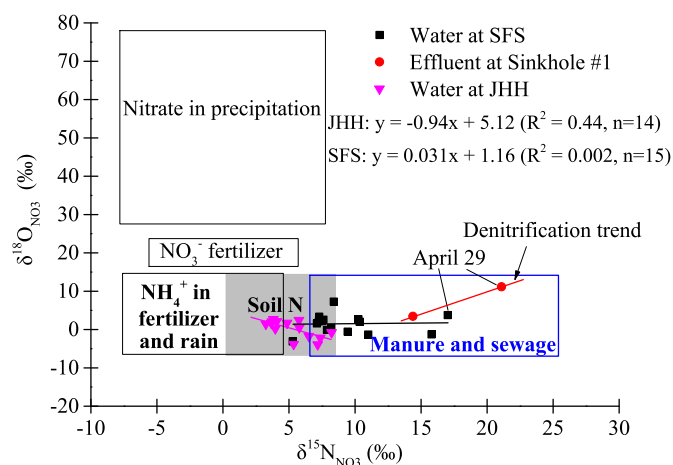 80
70
60
50
40
30
20
10
0
-10
-20
-10
-5
0
5
10
15
20
25
30
δ¹⁸O_NO3 (‰)
δ¹⁵N_NO3 (‰)
Water at SFS
Effluent at Sinkhole #1
Water at JHH
JHH: y = -0.94x + 5.12 (R² = 0.44, n=14)
SFS: y = 0.031x + 1.16 (R² = 0.002, n=15)
Nitrate in precipitation
NO₃⁻ fertilizer
Denitrification trend
April 29
NH₄⁺ in
fertilizer
and rain
Soil N
Manure and sewage